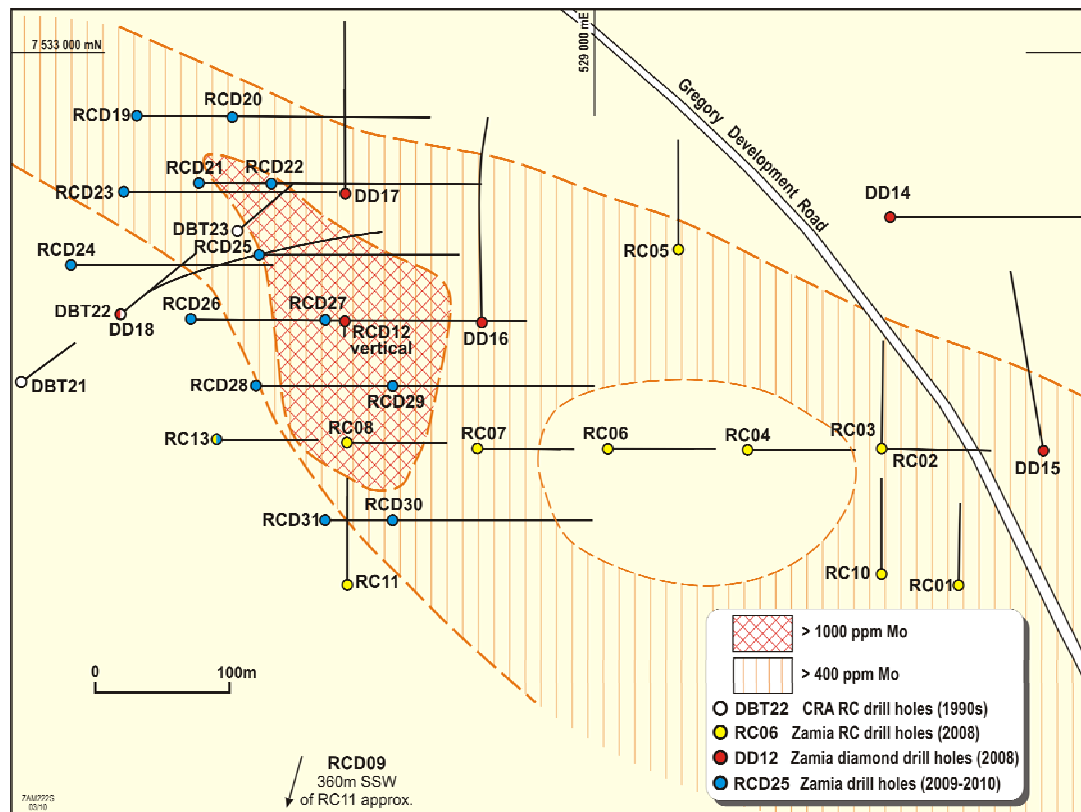 7 533 000 mN
529 000 mE
Gregory Development Road
RCD19
RCD20
RCD21
RCD22
RCD23
DD17
DD14
DBT23
RCD24
RCD25
RC05
DBT22
DD18
RCD26
RCD27
RCD12
vertical
DD16
DBT21
RCD28
RCD29
RC13
RC08
RC07
RC06
RC04
RC03
RC02
DD15
RCD31
RCD30
RC11
RC10
RC01
0
100m
RCD09
360m SSW
of RC11 approx.
> 1000 ppm Mo
> 400 ppm Mo
DBT22 CRA RC drill holes (1990s)
RC06 Zamia RC drill holes (2008)
DD12 Zamia diamond drill holes (2008)
RCD25 Zamia drill holes (2009-2010)
ZAM222S
03/10